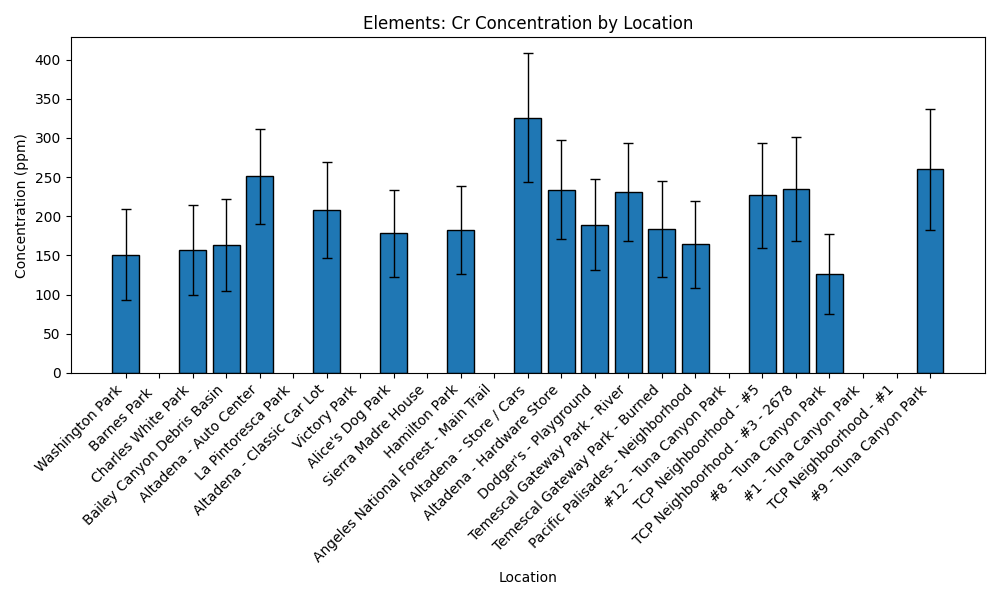 Elements: Cr Concentration by Location
Concentration (ppm)
400
350
300
250
200
150
100
50
0
Washington Park
Barnes Park
Charles White Park
Bailey Canyon Debris Basin
Altadena - Auto Center
La Pintoresca Park
Altadena - Classic Car Lot
Victory Park
Alice's Dog Park
Sierra Madre House
Hamilton Park
Angeles National Forest - Main Trail
Altadena - Store / Cars
Altadena - Hardware Store
Dodger's - Playground
Temescal Gateway Park - River
Temescal Gateway Park - Burned
Pacific Palisades - Neighborhood
#12 - Tuna Canyon Park
TCP Neighborhood - #5
TCP Neighboorhood - #3 - 2678
#8 - Tuna Canyon Park
#1 - Tuna Canyon Park
TCP Neighborhood - #1
#9 - Tuna Canyon Park
Location